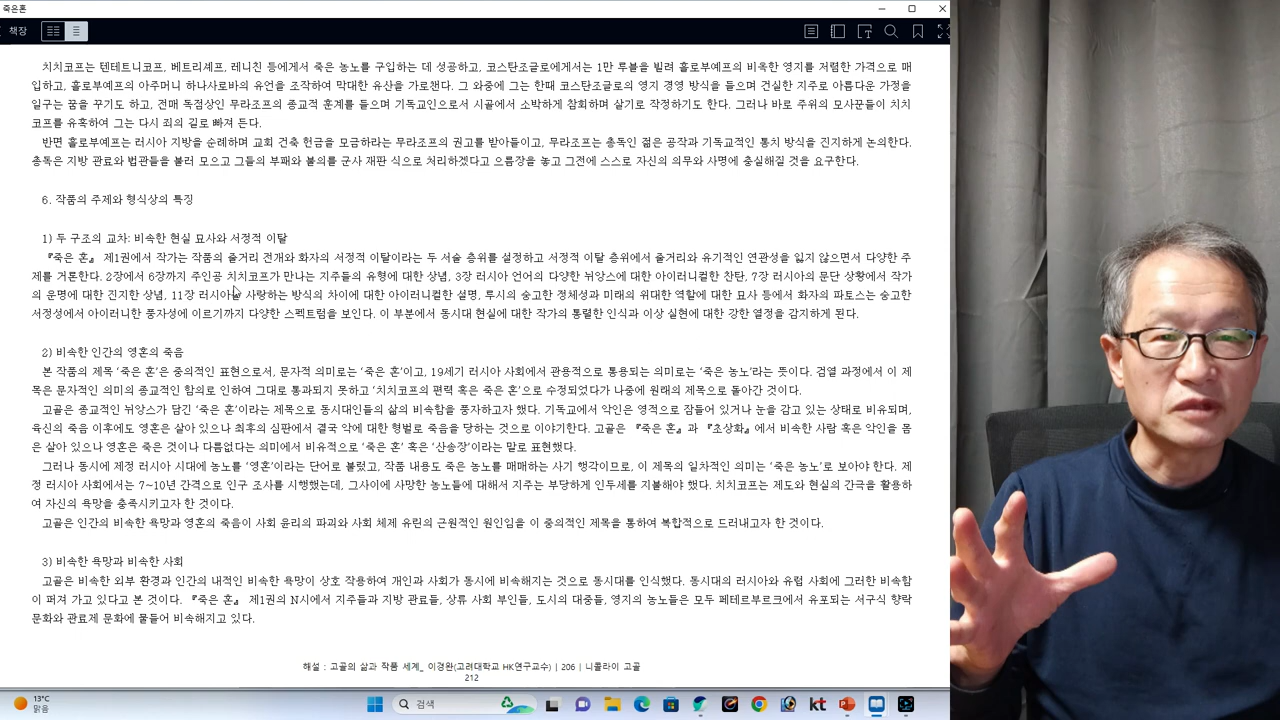 죽은혼
책장
치치코프는 텐테트니코프, 베트리셰프, 레니친 등에게서 죽은 농노를 구입하는 데 성공하고, 코스탄조글로에게서는 1만 루블을 빌려 흘로부예프의 비옥한 영지를 저렴한 가격으로 매
입하고, 흘로부예프의 아주머니 하나사로바의 유언을 조작하여 막대한 유산을 가로챈다. 그 와중에 그는 한때 코스탄조글로의 영지 경영 방식을 들으며 건실한 지주로 아름다운 가정을
일구는 꿈을 꾸기도 하고, 전매 독점상인 무라조프의 종교적 훈계를 들으며 기독교인으로서 시골에서 소박하게 참회하며 살기로 작정하기도 한다. 그러나 바로 주위의 모사꾼들이 치치
코프를 유혹하여 그는 다시 죄의 길로 빠져 든다.
반면 흘로부예프는 러시아 지방을 순례하며 교회 건축 헌금을 모금하라는 무라조프의 권고를 받아들이고, 무라조프는 총독인 젊은 공작과 기독교적인 통치 방식을 진지하게 논의한다.
총독은 지방 관료와 법관들을 불러 모으고 그들의 부패와 불의를 군사 재판 식으로 처리하겠다고 으름장을 놓고 그전에 스스로 자신의 의무와 사명에 충실해질 것을 요구한다.
6. 작품의 주제와 형식상의 특징
1) 두 구조의 교차: 비속한 현실 묘사와 서정적 이탈
『죽은 혼』 제1권에서 작가는 작품의 줄거리 전개와 화자의 서정적 이탈이라는 두 서술 층위를 설정하고 서정적 이탈 층위에서 줄거리와 유기적인 연관성을 잃지 않으면서 다양한 주
제를 거론한다. 2장에서 6장까지 주인공 치치코프가 만나는 지주들의 유형에 대한 상념, 3장 러시아 언어의 다양한 뉘앙스에 대한 아이러니컬한 찬탄, 7장 러시아의 문단 상황에서 작가
의 운명에 대한 진지한 상념, 11장 러시아를 사랑하는 방식의 차이에 대한 아이러니컬한 설명, 루시의 숭고한 정체성과 미래의 위대한 역할에 대한 묘사 등에서 화자의 파토스는 숭고한
서정성에서 아이러니한 풍자성에 이르기까지 다양한 스펙트럼을 보인다. 이 부분에서 동시대 현실에 대한 작가의 통렬한 인식과 이상 실현에 대한 강한 열정을 감지하게 된다.
2) 비속한 인간의 영혼의 죽음
본 작품의 제목 ‘죽은 혼’은 중의적인 표현으로서, 문자적 의미로는 ‘죽은 혼’이고, 19세기 러시아 사회에서 관용적으로 통용되는 의미로는 ‘죽은 농노’라는 뜻이다. 검열 과정에서 이 제
목은 문자적인 의미의 종교적인 함의로 인하여 그대로 통과되지 못하고 ‘치치코프의 편력 혹은 죽은 혼’으로 수정되었다가 나중에 원래의 제목으로 돌아간 것이다.
고골은 종교적인 뉘앙스가 담긴 ‘죽은 혼’이라는 제목으로 동시대인들의 삶의 비속함을 풍자하고자 했다. 기독교에서 악인은 영적으로 잠들어 있거나 눈을 감고 있는 상태로 비유되며,
육신의 죽음 이후에도 영혼은 살아 있으나 최후의 심판에서 결국 악에 대한 형벌로 죽음을 당하는 것으로 이야기한다. 고골은 『죽은 혼』과 『초상화』에서 비속한 사람 혹은 악인을 몸
은 살아 있으나 영혼은 죽은 것이나 다름없다는 의미에서 비유적으로 ‘죽은 혼’ 혹은 ‘산송장’이라는 말로 표현했다.
그러나 동시에 제정 러시아 시대에 농노를 ‘영혼’이라는 단어로 불렀고, 작품 내용도 죽은 농노를 매매하는 사기 행각이므로, 이 제목의 일차적인 의미는 ‘죽은 농노’로 보아야 한다. 제
정 러시아 사회에서는 7~10년 간격으로 인구 조사를 시행했는데, 그사이에 사망한 농노들에 대해서 지주는 부당하게 인두세를 지불해야 했다. 치치코프는 제도와 현실의 간극을 활용하
여 자신의 욕망을 충족시키고자 한 것이다.
고골은 인간의 비속한 욕망과 영혼의 죽음이 사회 윤리의 파괴와 사회 체제 유린의 근원적인 원인임을 이 중의적인 제목을 통하여 복합적으로 드러내고자 한 것이다.
3) 비속한 욕망과 비속한 사회
고골은 비속한 외부 환경과 인간의 내적인 비속한 욕망이 상호 작용하여 개인과 사회가 동시에 비속해지는 것으로 동시대를 인식했다. 동시대의 러시아와 유럽 사회에 그러한 비속함
이 퍼져 가고 있다고 본 것이다. 『죽은 혼』 제1권의 N시에서 지주들과 지방 관료들, 상류 사회 부인들, 도시의 대중들, 영지의 농노들은 모두 페테르부르크에서 유포되는 서구식 향락
문화와 관료제 문화에 물들어 비속해지고 있다.
해설 : 고골의 삶과 작품 세계_ 이경완(고려대학교 HK연구교수) | 206 | 니콜라이 고골
212
13°C
맑음
검색
kt